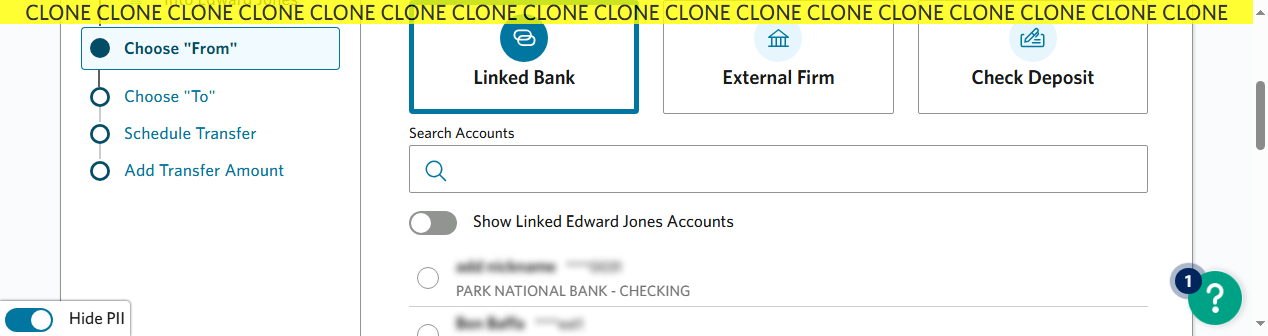 CLONE CLONE CLONE CLONE CLONE CLONE CLONE CLONE CLONE CLONE CLONE CLONE CLONE CLONE CLONE CLONE CLONE
Choose "From"
Choose "To"
Schedule Transfer
Add Transfer Amount
Linked Bank
External Firm
Check Deposit
Search Accounts
Show Linked Edward Jones Accounts
PARK NATIONAL BANK - CHECKING
Hide PII
1
?